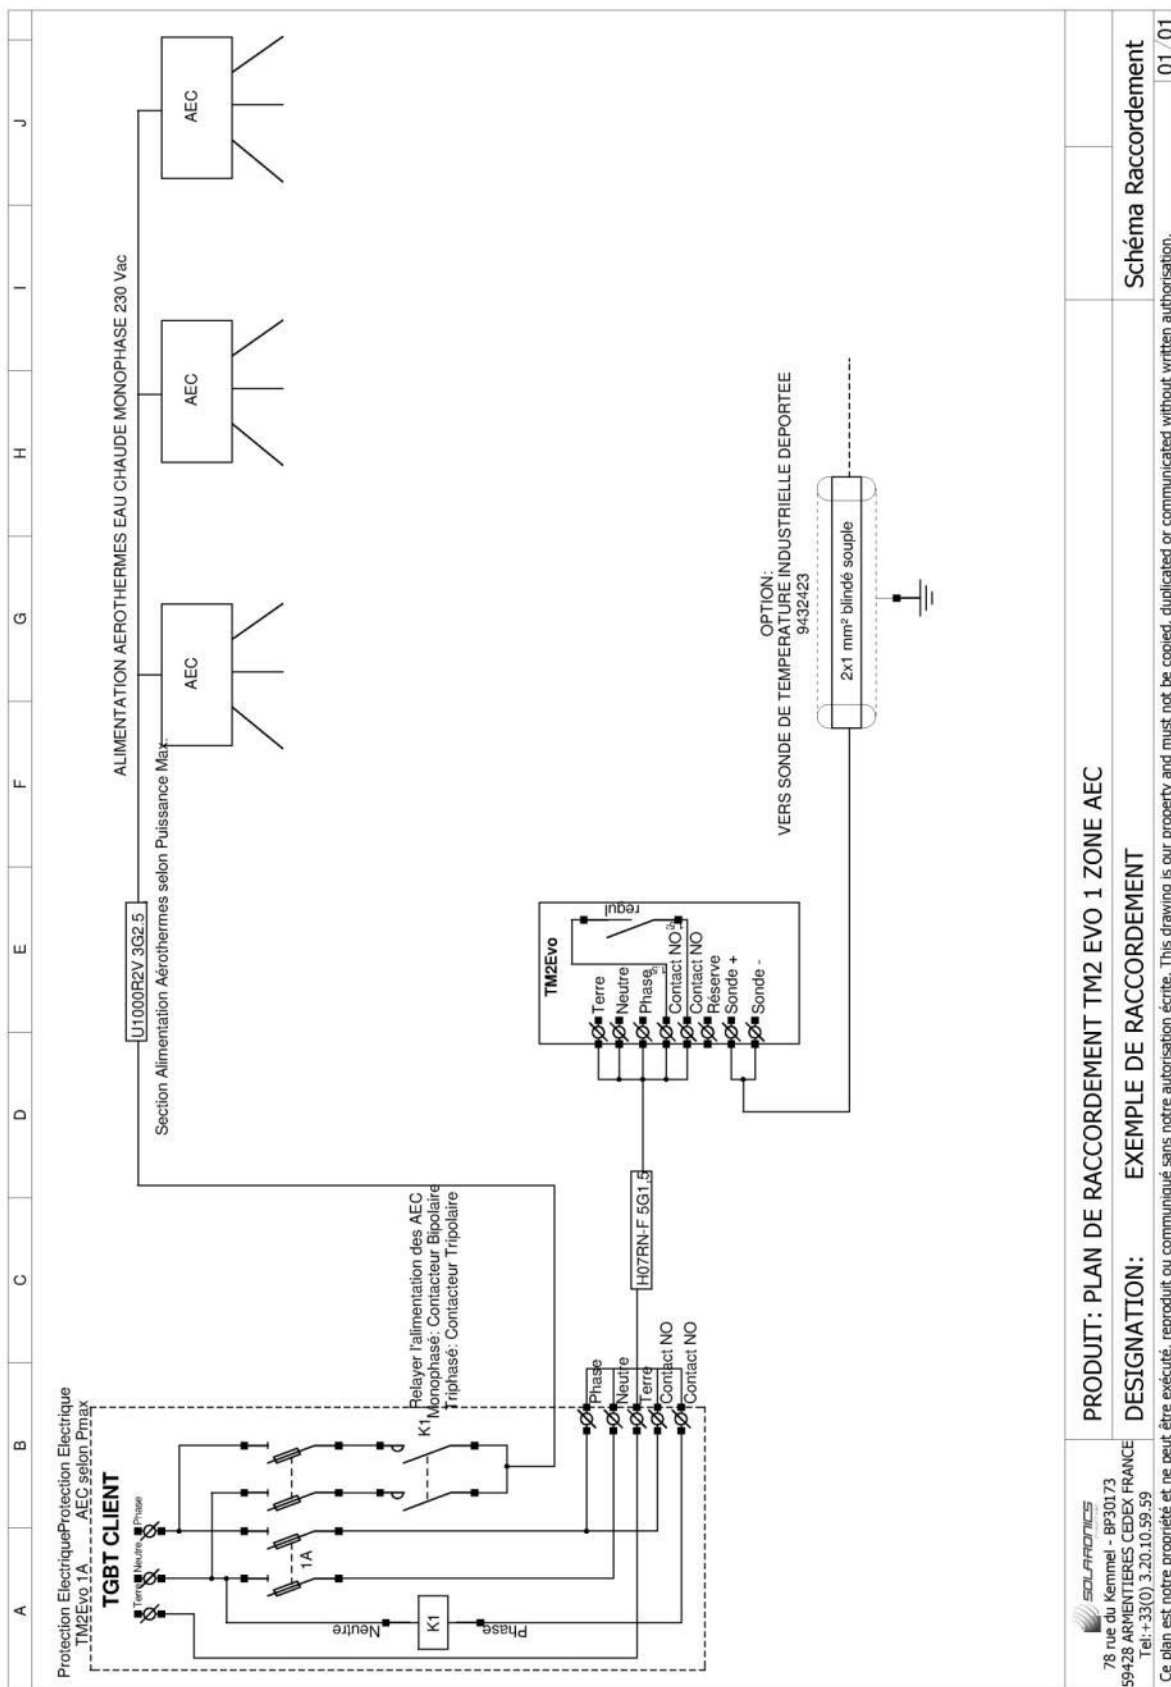 A
B
C
D
E
F
G
H
I
J
Protection Electrique
TM2Evo 1A
Protection Electrique
AEC selon Pmax
TGBT CLIENT
Terre
Neutre
Phase
1A
K1
Neutre
K1
Phase
Relayer l'alimentation des AEC
Monophasé: Contacteur Bipolaire
Triphasé: Contacteur Tripolaire
Phase
Neutre
Terre
Contact NO
Contact NO
H07RN-F 5G1.5
U1000R2V 3G2.5
Section Alimentation Aérothermes selon Puissance Max.
ALIMENTATION AEROTHERMES EAU CHAUDE MONOPHASE 230 Vac
AEC
AEC
AEC
TM2Evo
regul
Terre
Neutre
Phase
Contact NO
Contact NO
Réserve
Sonde +
Sonde -
OPTION:
VERS SONDE DE TEMPERATURE INDUSTRIELLE DEPORTEE
9432423
2x1 mm² blindé souple
SOLARONICS
78 rue du Kemmel - BP30173
59428 ARMENTIERES CEDEX FRANCE
Tel:+33(0) 3.20.10.59.59
PRODUIT: PLAN DE RACCORDEMENT TM2 EVO 1 ZONE AEC
DESIGNATION: EXEMPLE DE RACCORDEMENT
Schéma Raccordement
Ce plan est notre propriété et ne peut être exécuté, reproduit ou communiqué sans notre autorisation écrite. This drawing is our property and must not be copied, duplicated or communicated without written authorisation.
01/01